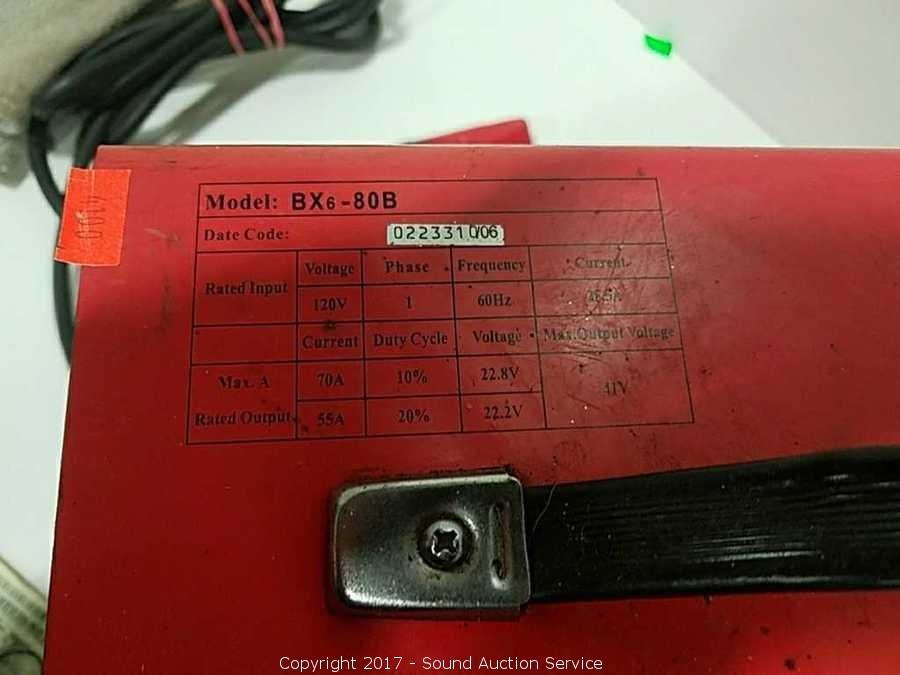 Model: BX6-80B
Date Code: 0223310/06
Rated Input Voltage Phase Frequency Current
120V 1 60Hz
Current Duty Cycle Voltage Max.Output Voltage
Max. A 70A 10% 22.8V
Rated Output 55A 20% 22.2V
41V
Copyright 2017 - Sound Auction Service